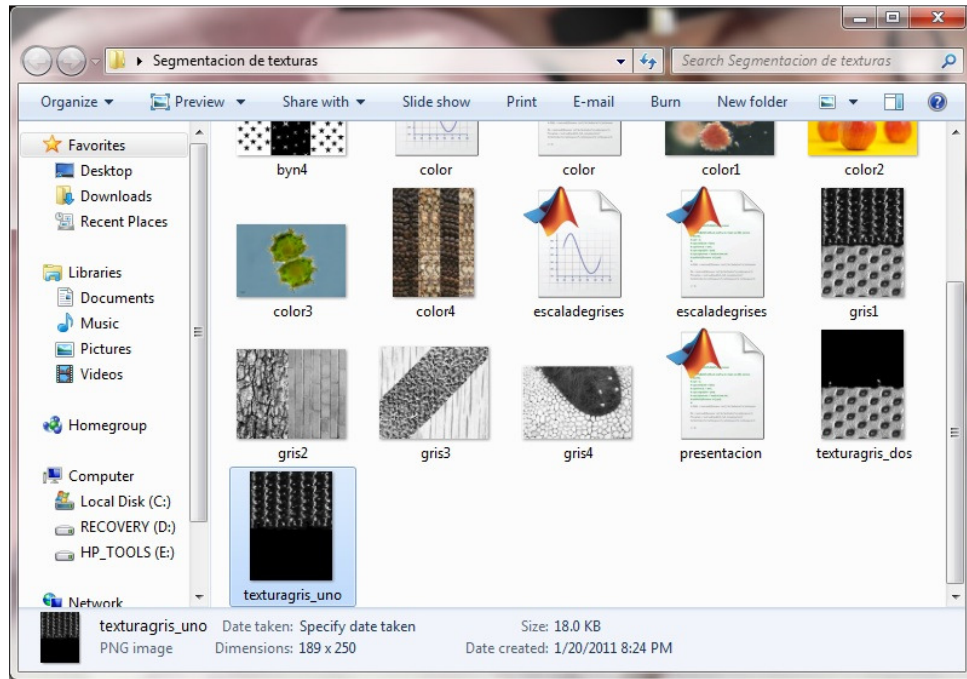 Segmentacion de texturas
Search Segmentacion de texturas
Organize Preview Share with Slide show Print E-mail Burn New folder
Favorites
Desktop
Downloads
Recent Places
Libraries
Documents
Music
Pictures
Videos
Homegroup
Computer
Local Disk (C:)
RECOVERY (D:)
HP_TOOLS (E:)
Network
byn4 color color color1 color2
color3 color4 escaladegrises escaladegrises gris1
gris2 gris3 gris4 presentacion texturagris_dos
texturagris_uno
texturagris_uno Date taken: Specify date taken Size: 18.0 KB
PNG image Dimensions: 189 x 250 Date created: 1/20/2011 8:24 PM